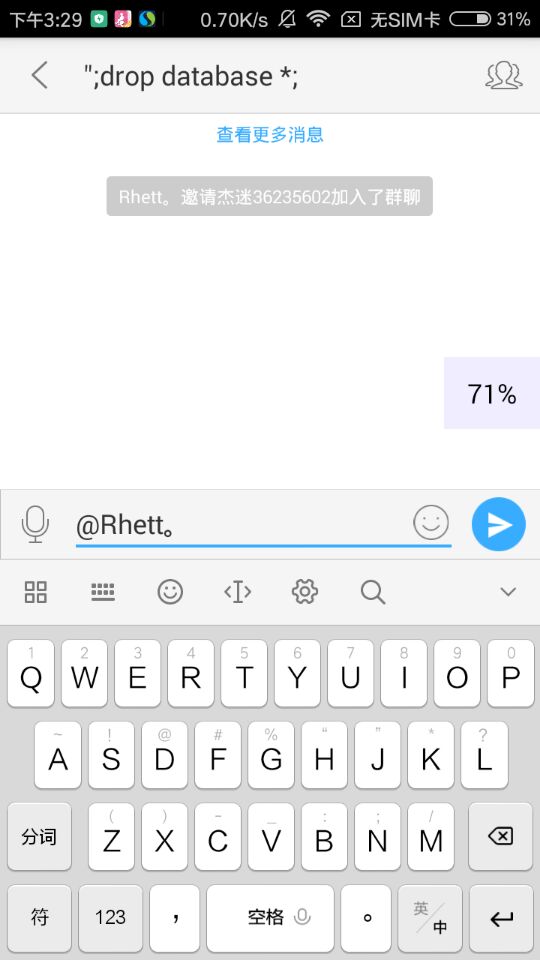 下午3:29 0.70K/s 无SIM卡 31%
";drop database *;
查看更多消息
Rhett。邀请杰迷36235602加入了群聊
71%
@Rhett。
1 2 3 4 5 6 7 8 9 0
Q W E R T Y U I O P
~ ! @ # % “ ” * ?
A S D F G H J K L
( ) - _ : ; /
分词 Z X C V B N M
符 123 ， 空格 。 英/中